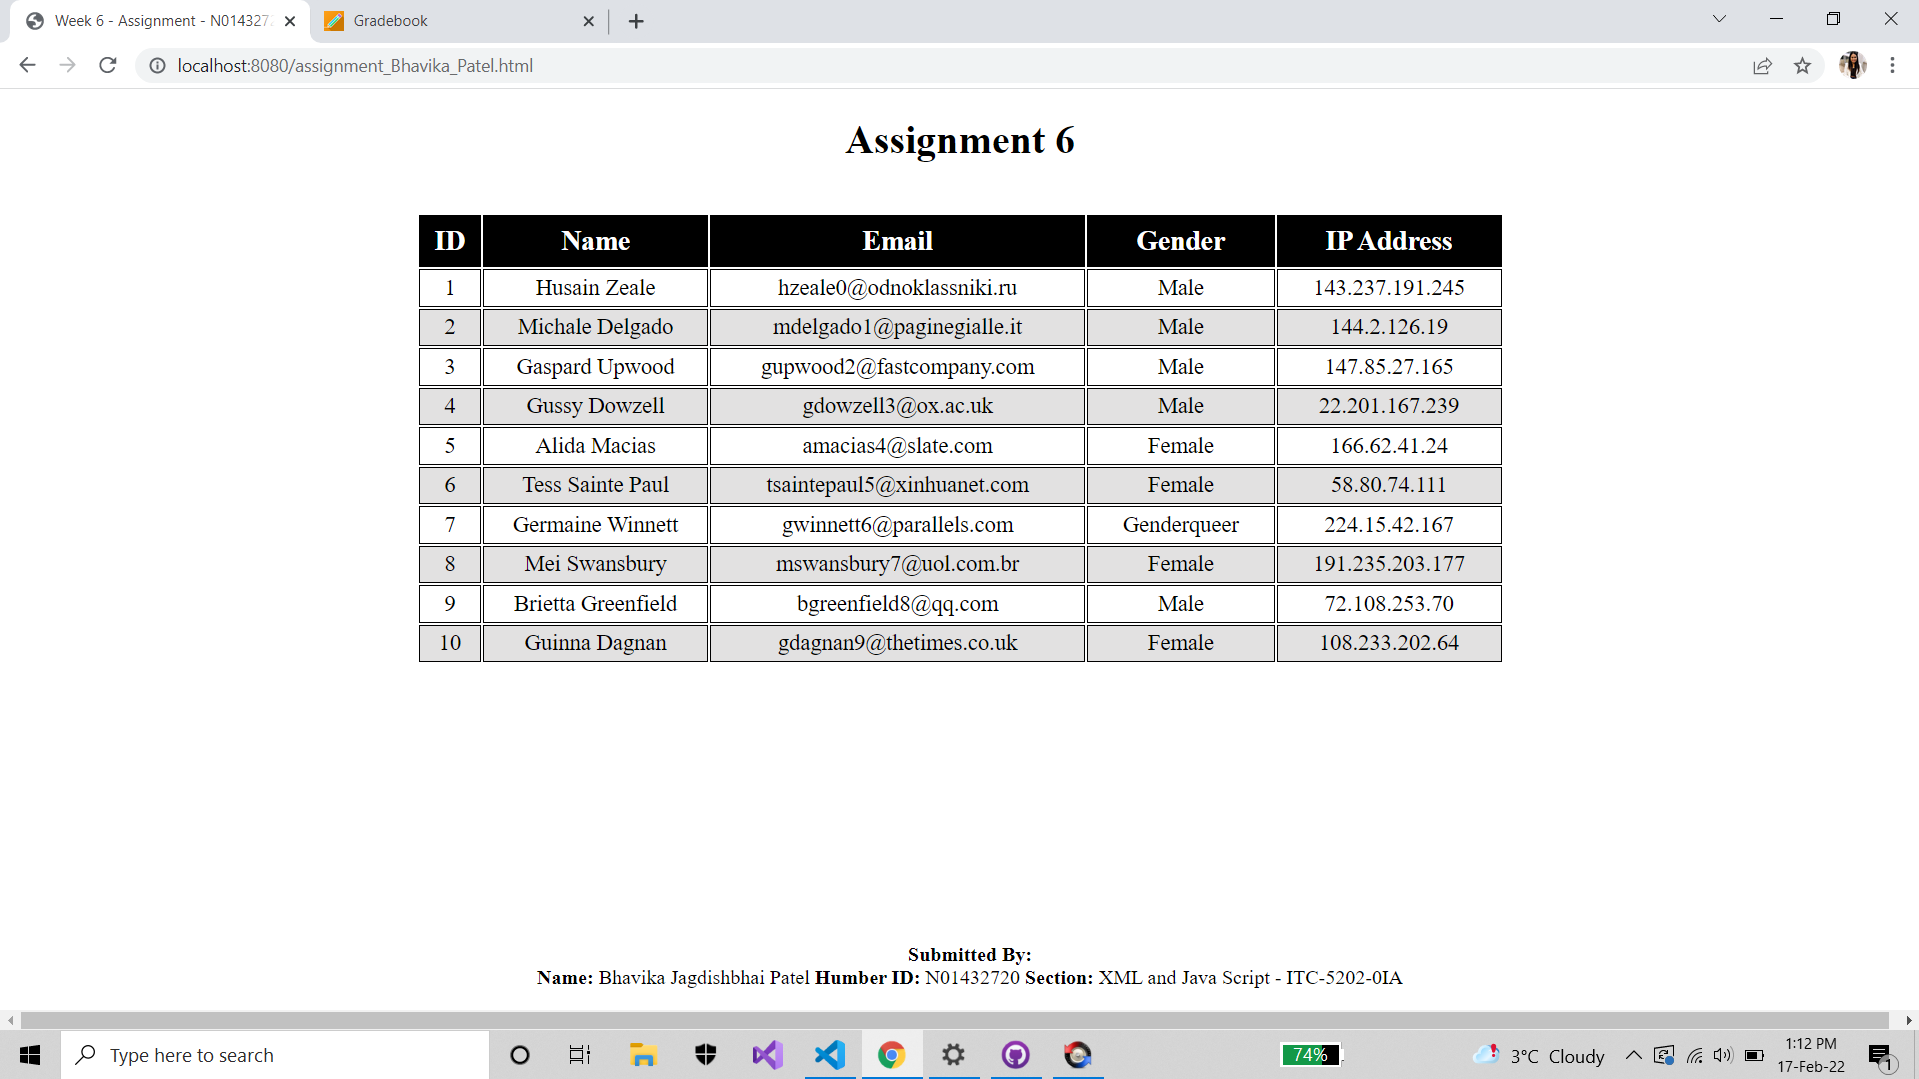 Week 6 - Assignment - N0143272
Gradebook
localhost:8080/assignment_Bhavika_Patel.html
Assignment 6
ID Name Email Gender IP Address
1 Husain Zeale hzeale0@odnoklassniki.ru Male 143.237.191.245
2 Michale Delgado mdelgado1@paginegialle.it Male 144.2.126.19
3 Gaspard Upwood gupwood2@fastcompany.com Male 147.85.27.165
4 Gussy Dowzell gdowzell3@ox.ac.uk Male 22.201.167.239
5 Alida Macias amacias4@slate.com Female 166.62.41.24
6 Tess Sainte Paul tsaintepaul5@xinhuanet.com Female 58.80.74.111
7 Germaine Winnett gwinnett6@parallels.com Genderqueer 224.15.42.167
8 Mei Swansbury mswansbury7@uol.com.br Female 191.235.203.177
9 Brietta Greenfield bgreenfield8@qq.com Male 72.108.253.70
10 Guinna Dagnan gdagnan9@thetimes.co.uk Female 108.233.202.64
Submitted By:
Name: Bhavika Jagdishbhai Patel Humber ID: N01432720 Section: XML and Java Script - ITC-5202-0IA
Type here to search
74%
3°C Cloudy
1:12 PM
17-Feb-22
1